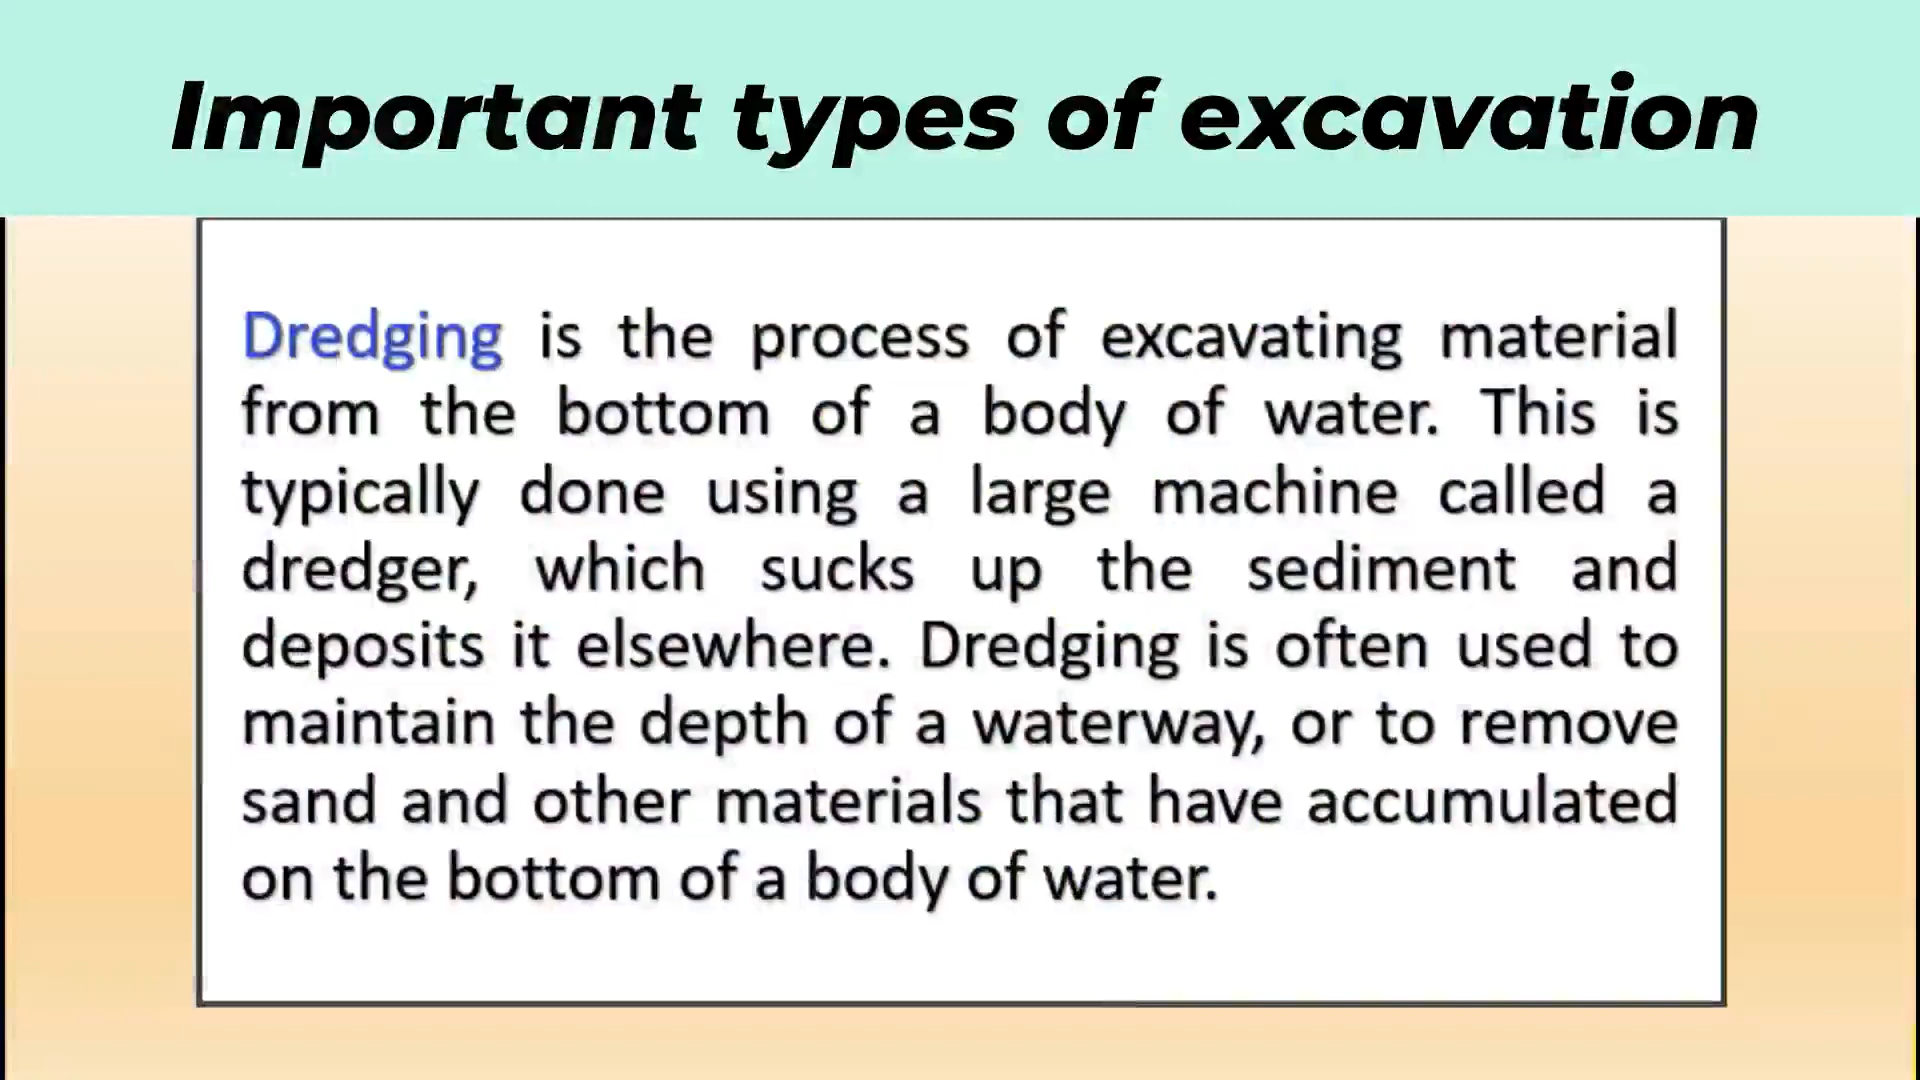 Important types of excavation
Dredging is the process of excavating material
from the bottom of a body of water. This is
typically done using a large machine called a
dredger, which sucks up the sediment and
deposits it elsewhere. Dredging is often used to
maintain the depth of a waterway, or to remove
sand and other materials that have accumulated
on the bottom of a body of water.